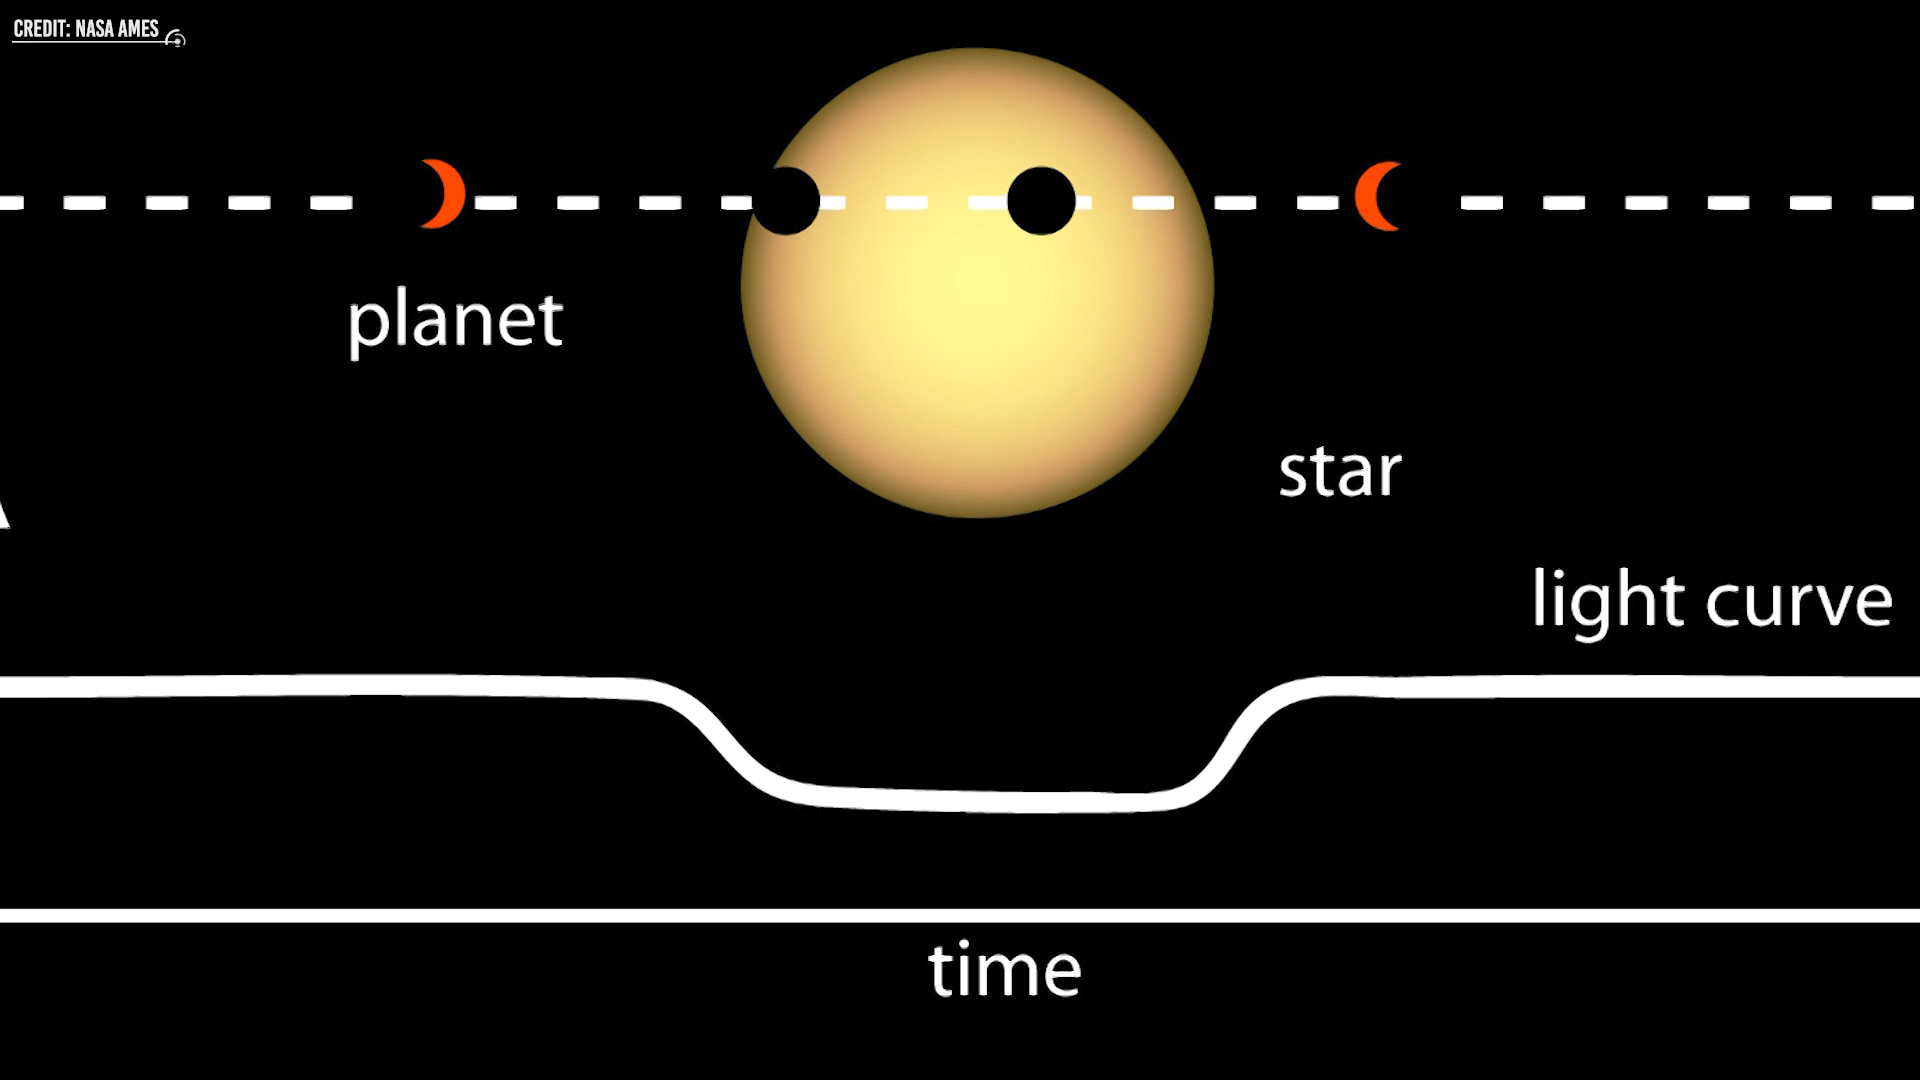 CREDIT: NASA AMES
planet
star
light curve
time